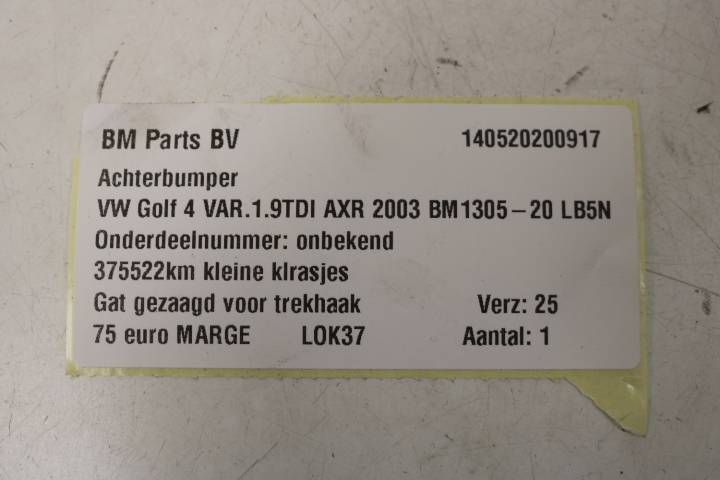 BM Parts BV 140520200917
Achterbumper
VW Golf 4 VAR.1.9TDI AXR 2003 BM1305-20 LB5N
Onderdeelnummer: onbekend
375522km kleine klrasjes
Gat gezaagd voor trekhaak Verz: 25
75 euro MARGE LOK37 Aantal: 1